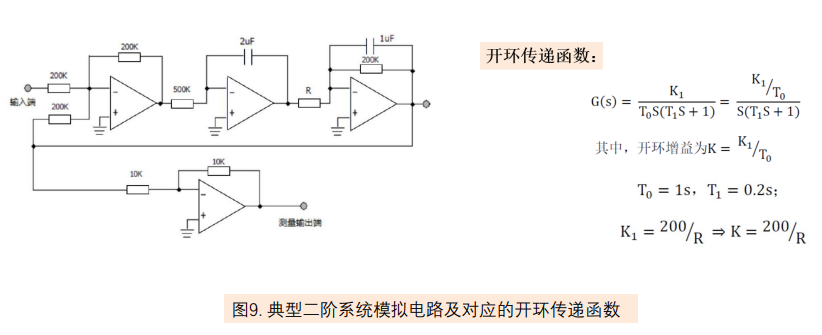 200K
2uF
1uF
200K
200K
500K
R
输入端
200K
10K
10K
测量输出端
开环传递函数：
G(s) = K₁/(T₀S(T₁S + 1)) = (K₁/T₀)/(S(T₁S + 1))
其中，开环增益为K = K₁/T₀
T₀ = 1s，T₁ = 0.2s；
K₁ = 200/R ⇒ K = 200/R
图9. 典型二阶系统模拟电路及对应的开环传递函数